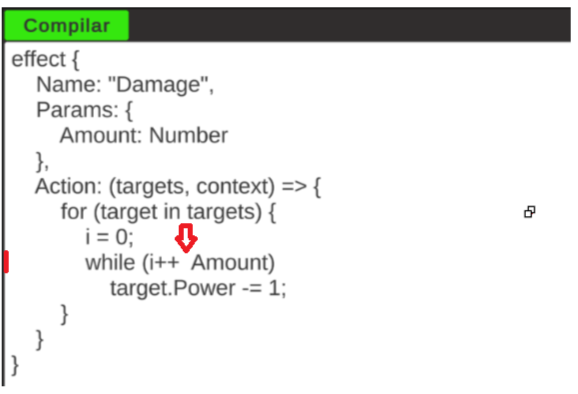 Compilar
effect {
Name: "Damage",
Params: {
Amount: Number
},
Action: (targets, context) => {
for (target in targets) {
i = 0;
while (i++ Amount)
target.Power -= 1;
}
}
}